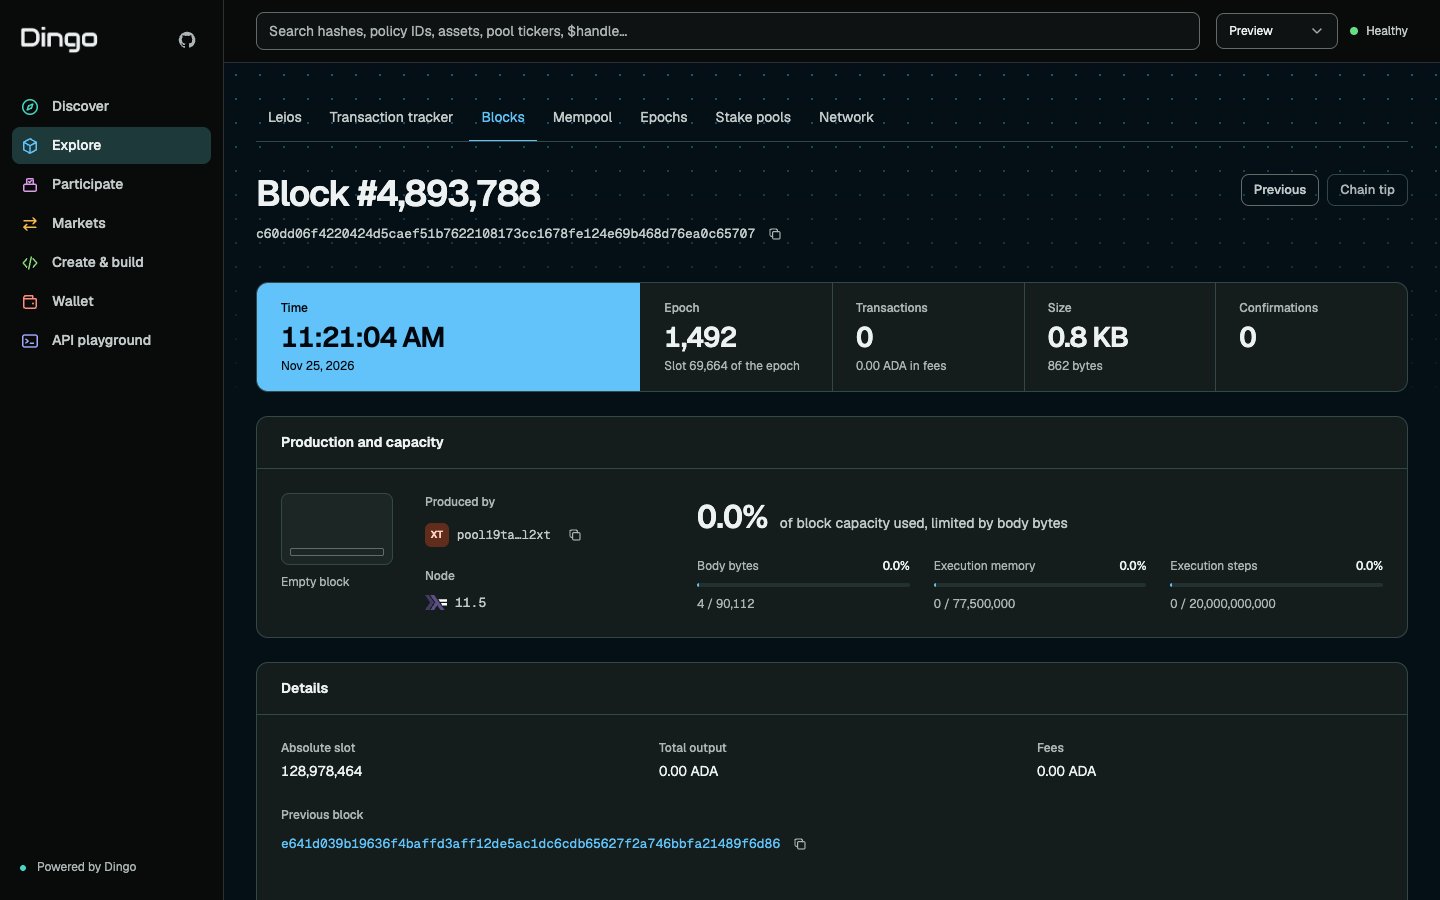 Dingo
Search hashes, policy IDs, assets, pool tickers, $handle...
Preview
Healthy
Discover
Explore
Participate
Markets
Create & build
Wallet
API playground
Powered by Dingo
Leios
Transaction tracker
Blocks
Mempool
Epochs
Stake pools
Network
Block #4,893,788
Previous
Chain tip
c60dd06f4220424d5caef51b7622108173cc1678fe124e69b468d76ea0c65707
Time
11:21:04 AM
Nov 25, 2026
Epoch
1,492
Slot 69,664 of the epoch
Transactions
0
0.00 ADA in fees
Size
0.8 KB
862 bytes
Confirmations
0
Production and capacity
Empty block
Produced by
XT pool19ta…l2xt
Node
11.5
0.0% of block capacity used, limited by body bytes
Body bytes 0.0%
4 / 90,112
Execution memory 0.0%
0 / 77,500,000
Execution steps 0.0%
0 / 20,000,000,000
Details
Absolute slot
128,978,464
Total output
0.00 ADA
Fees
0.00 ADA
Previous block
e641d039b19636f4baffd3aff12de5ac1dc6cdb65627f2a746bbfa21489f6d86